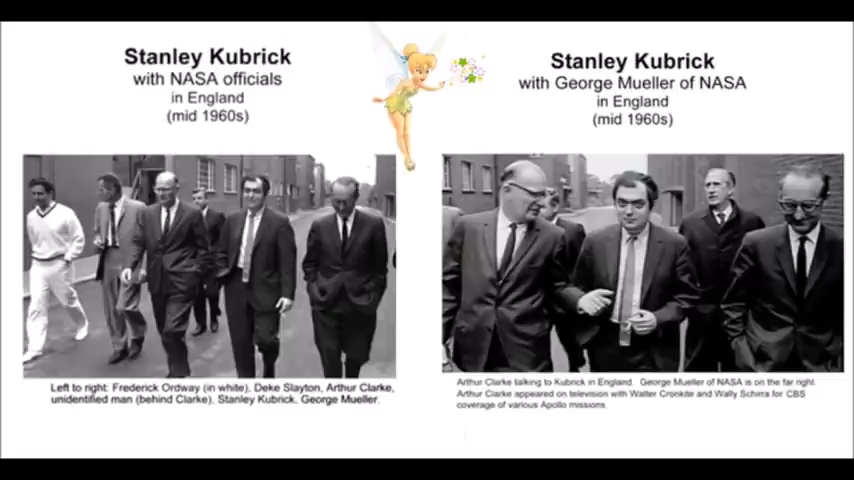 Stanley Kubrick
with NASA officials
in England
(mid 1960s)
Left to right: Frederick Ordway (in white), Deke Slayton, Arthur Clarke,
unidentified man (behind Clarke), Stanley Kubrick, George Mueller.
Stanley Kubrick
with George Mueller of NASA
in England
(mid 1960s)
Arthur Clarke talking to Kubrick in England. George Mueller of NASA is on the far right.
Arthur Clarke appeared on television with Walter Cronkite and Wally Schirra for CBS
coverage of various Apollo missions.